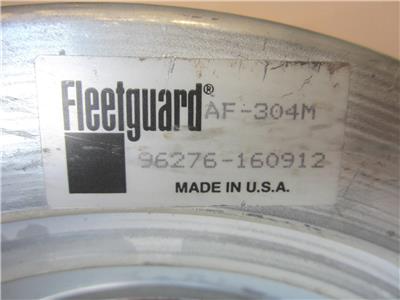 Fleetguard® AF-304M
96276-160912
MADE IN U.S.A.